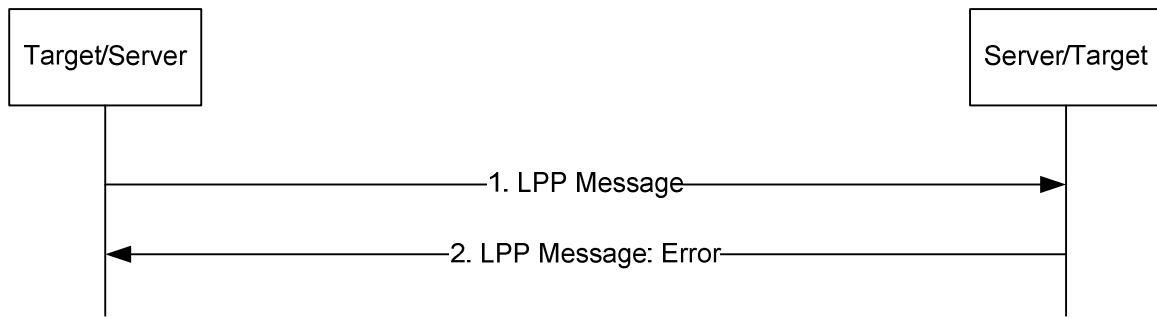 Target/Server
Server/Target
1. LPP Message
2. LPP Message: Error